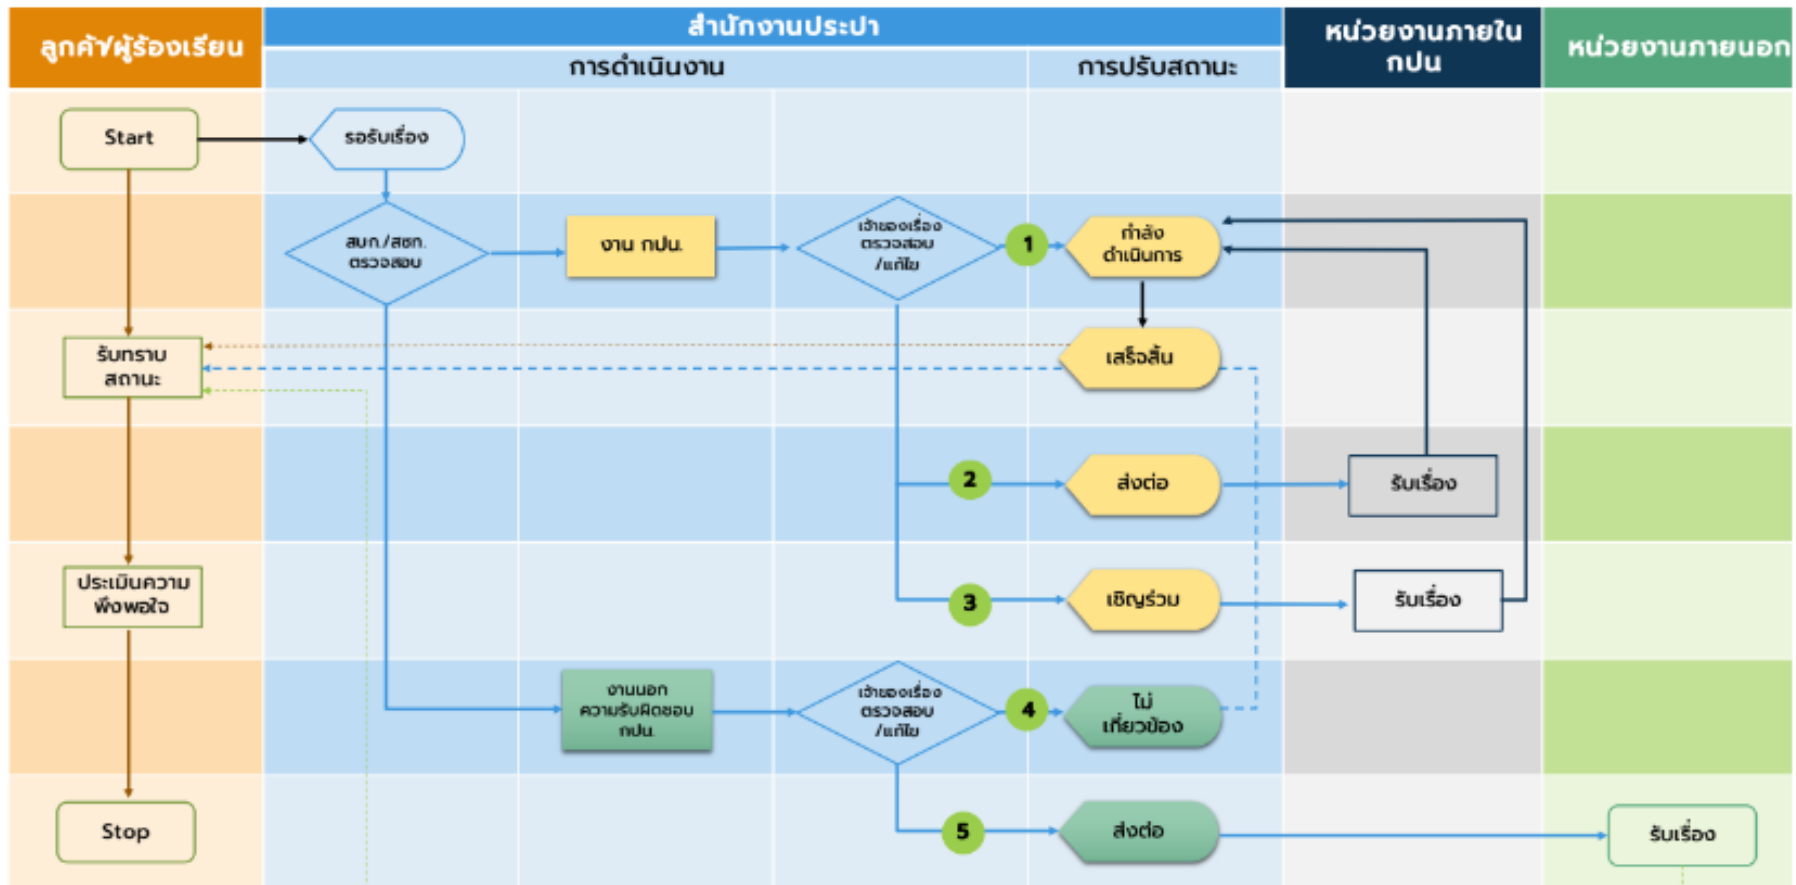 ลูกค้า/ผู้ร้องเรียน
สำนักงานประปา
การดำเนินงาน
การปรับสถานะ
หน่วยงานภายใน
กปน
หน่วยงานภายนอก
Start
รอรับเรื่อง
สบก./สชก.
ตรวจสอบ
งาน กปน.
เจ้าของเรื่อง
ตรวจสอบ
/แก้ไข
1
กำลัง
ดำเนินการ
รับทราบ
สถานะ
เสร็จสิ้น
2
ส่งต่อ
รับเรื่อง
ประเมินความ
พึงพอใจ
3
เชิญร่วม
รับเรื่อง
งานนอก
ความรับผิดชอบ
กปน.
เจ้าของเรื่อง
ตรวจสอบ
/แก้ไข
4
ไม่
เกี่ยวข้อง
Stop
5
ส่งต่อ
รับเรื่อง